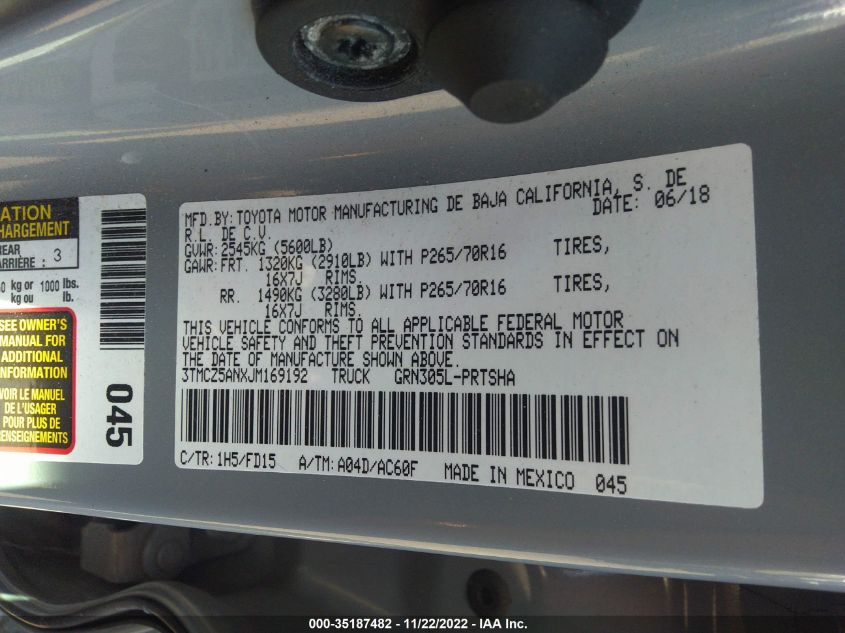 ATION
CHARGEMENT
REAR
ARRIÈRE : 3
0 kg or 1000 lbs.
kg ou lb.
SEE OWNER'S
MANUAL FOR
ADDITIONAL
INFORMATION
VOIR LE MANUEL
DE L'USAGER
POUR PLUS DE
RENSEIGNEMENTS
045
MFD. BY: TOYOTA MOTOR MANUFACTURING DE BAJA CALIFORNIA, S. DE
R. L. DE C. V. DATE: 06/18
GVWR: 2545KG (5600LB)
GAWR: FRT. 1320KG (2910LB) WITH P265/70R16 TIRES,
16X7J RIMS.
RR. 1490KG (3280LB) WITH P265/70R16 TIRES,
16X7J RIMS.
THIS VEHICLE CONFORMS TO ALL APPLICABLE FEDERAL MOTOR
VEHICLE SAFETY AND THEFT PREVENTION STANDARDS IN EFFECT ON
THE DATE OF MANUFACTURE SHOWN ABOVE.
3TMCZ5ANXJM169192 TRUCK GRN305L-PRTSHA
C/TR: 1H5/FD15 A/TM: A04D/AC60F MADE IN MEXICO 045
000-35187482 - 11/22/2022 - IAA Inc.